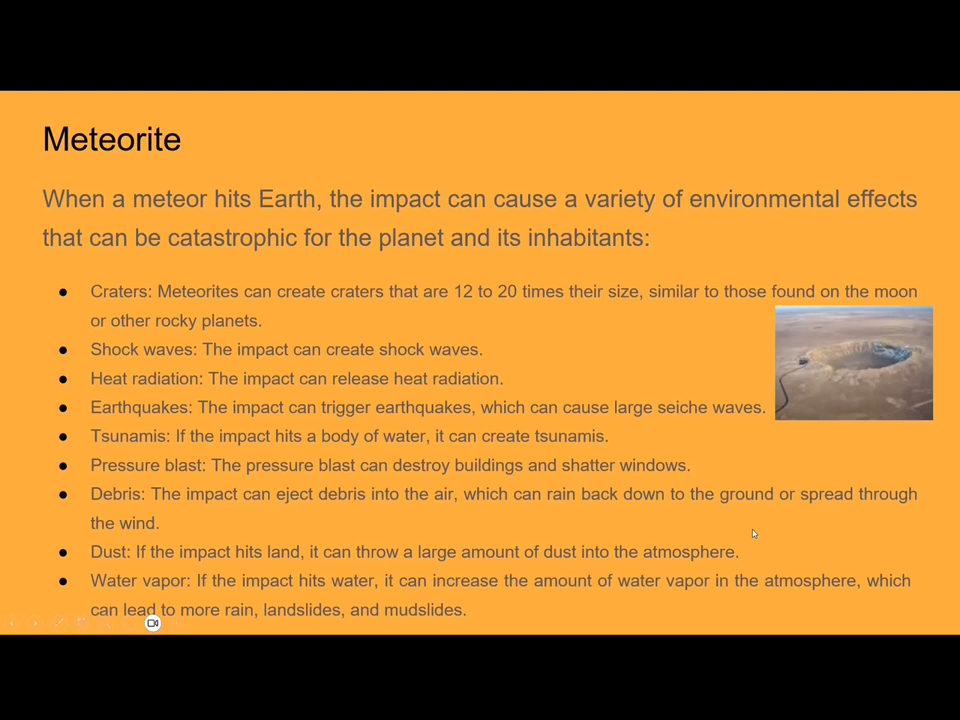 Meteorite
When a meteor hits Earth, the impact can cause a variety of environmental effects
that can be catastrophic for the planet and its inhabitants:
● Craters: Meteorites can create craters that are 12 to 20 times their size, similar to those found on the moon
or other rocky planets.
● Shock waves: The impact can create shock waves.
● Heat radiation: The impact can release heat radiation.
● Earthquakes: The impact can trigger earthquakes, which can cause large seiche waves.
● Tsunamis: If the impact hits a body of water, it can create tsunamis.
● Pressure blast: The pressure blast can destroy buildings and shatter windows.
● Debris: The impact can eject debris into the air, which can rain back down to the ground or spread through
the wind.
● Dust: If the impact hits land, it can throw a large amount of dust into the atmosphere.
● Water vapor: If the impact hits water, it can increase the amount of water vapor in the atmosphere, which
can lead to more rain, landslides, and mudslides.